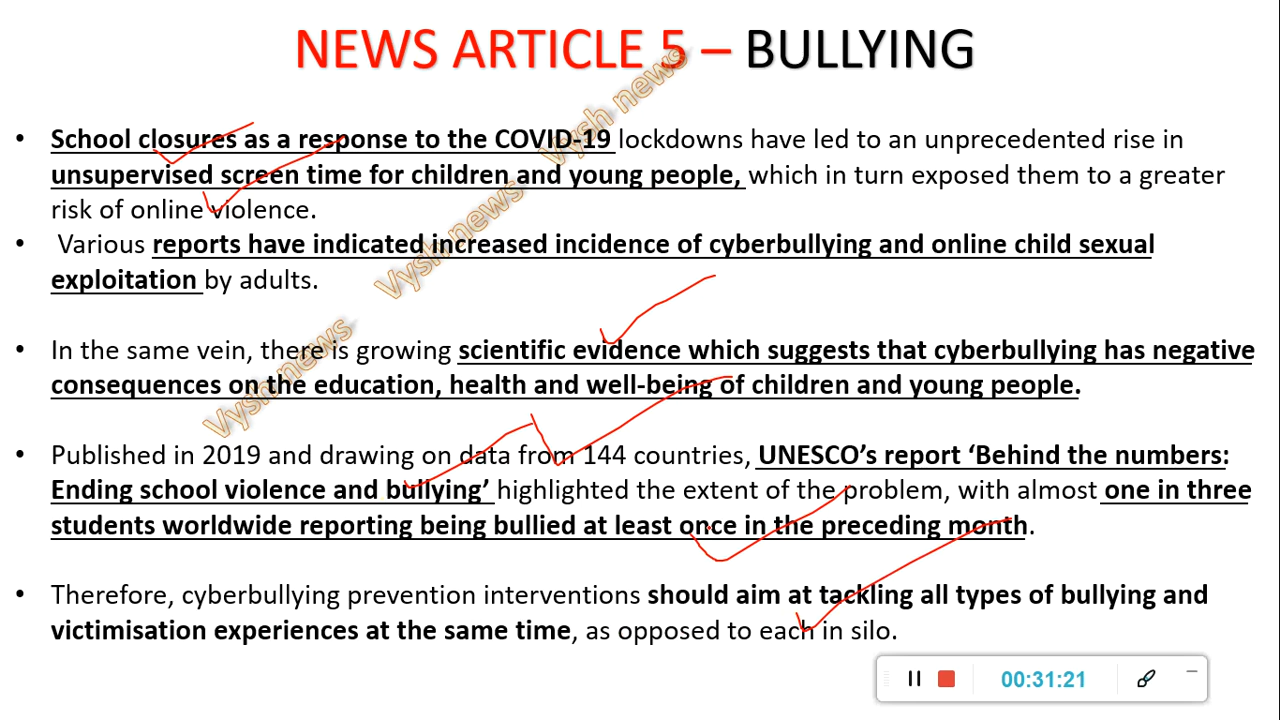 NEWS ARTICLE 5 – BULLYING
• School closures as a response to the COVID-19 lockdowns have led to an unprecedented rise in
unsupervised screen time for children and young people, which in turn exposed them to a greater
risk of online violence.
• Various reports have indicated increased incidence of cyberbullying and online child sexual
exploitation by adults.
• In the same vein, there is growing scientific evidence which suggests that cyberbullying has negative
consequences on the education, health and well-being of children and young people.
• Published in 2019 and drawing on data from 144 countries, UNESCO’s report ‘Behind the numbers:
Ending school violence and bullying’ highlighted the extent of the problem, with almost one in three
students worldwide reporting being bullied at least once in the preceding month.
• Therefore, cyberbullying prevention interventions should aim at tackling all types of bullying and
victimisation experiences at the same time, as opposed to each in silo.
Vysh news
Vysh news
Vysh news
00:31:21